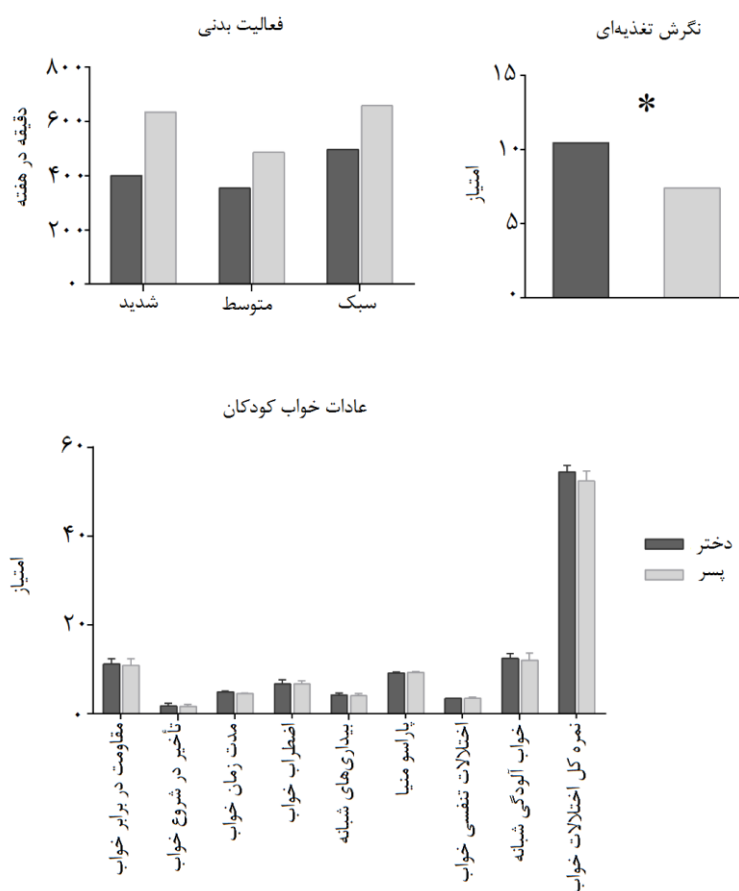 فعالیت بدنی
دقیقه در هفته
۸۰۰
۶۰۰
۴۰۰
۲۰۰
۰
شدید
متوسط
سبک
نگرش تغذیه‌ای
امتیاز
۱۵
۱۰
۵
۰
*
عادات خواب کودکان
امتیاز
۶۰
۴۰
۲۰
۰
مقاومت در برابر خواب
تأخیر در شروع خواب
مدت زمان خواب
اضطراب خواب
بیداری‌های شبانه
پاراسو منیا
اختلالات تنفسی خواب
خواب آلودگی شبانه
نمره کل اختلالات خواب
دختر
پسر